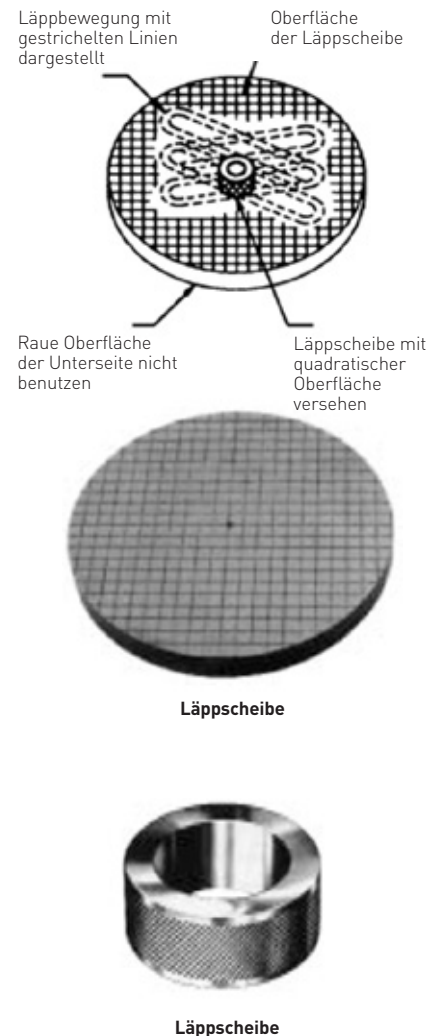 Läppbewegung mit
gestrichelten Linien
dargestellt
Oberfläche
der Läppscheibe
Raue Oberfläche
der Unterseite nicht
benutzen
Läppscheibe mit
quadratischer
Oberfläche
versehen
Läppscheibe
Läppscheibe